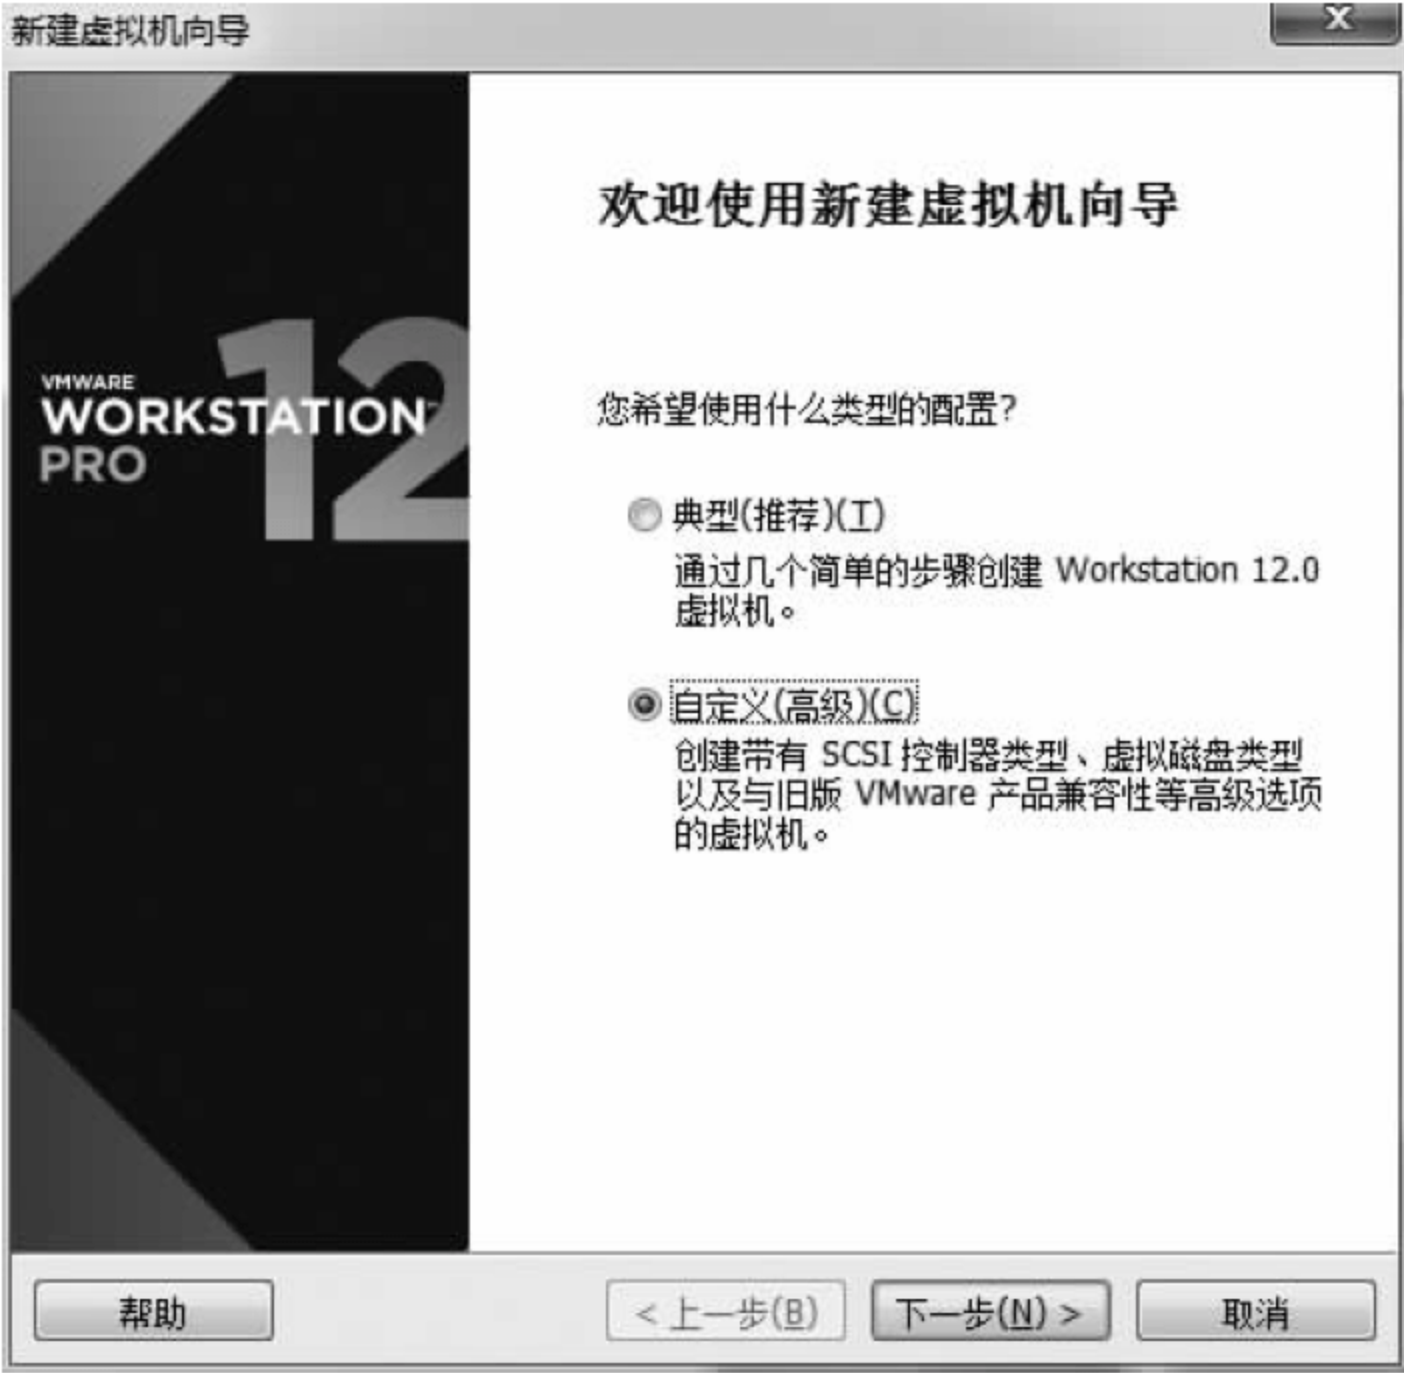 新建虚拟机向导
X
欢迎使用新建虚拟机向导
VMWARE
WORKSTATION
PRO
12
您希望使用什么类型的配置?
典型(推荐)(T)
通过几个简单的步骤创建 Workstation 12.0
虚拟机。
自定义(高级)(C)
创建带有 SCSI 控制器类型、虚拟磁盘类型
以及与旧版 VMware 产品兼容性等高级选项
的虚拟机。
帮助
< 上一步(B)
下一步(N) >
取消